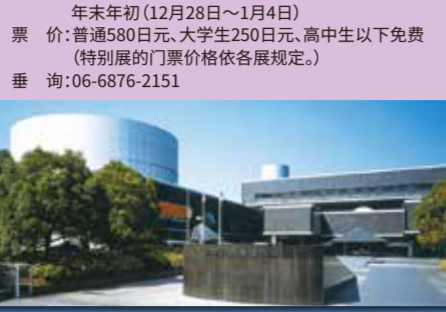 年末年初（12月28日～1月4日）
票　价：普通580日元、大学生250日元、高中生以下免费
（特别展的门票价格依各展规定。）
垂　询：06-6876-2151